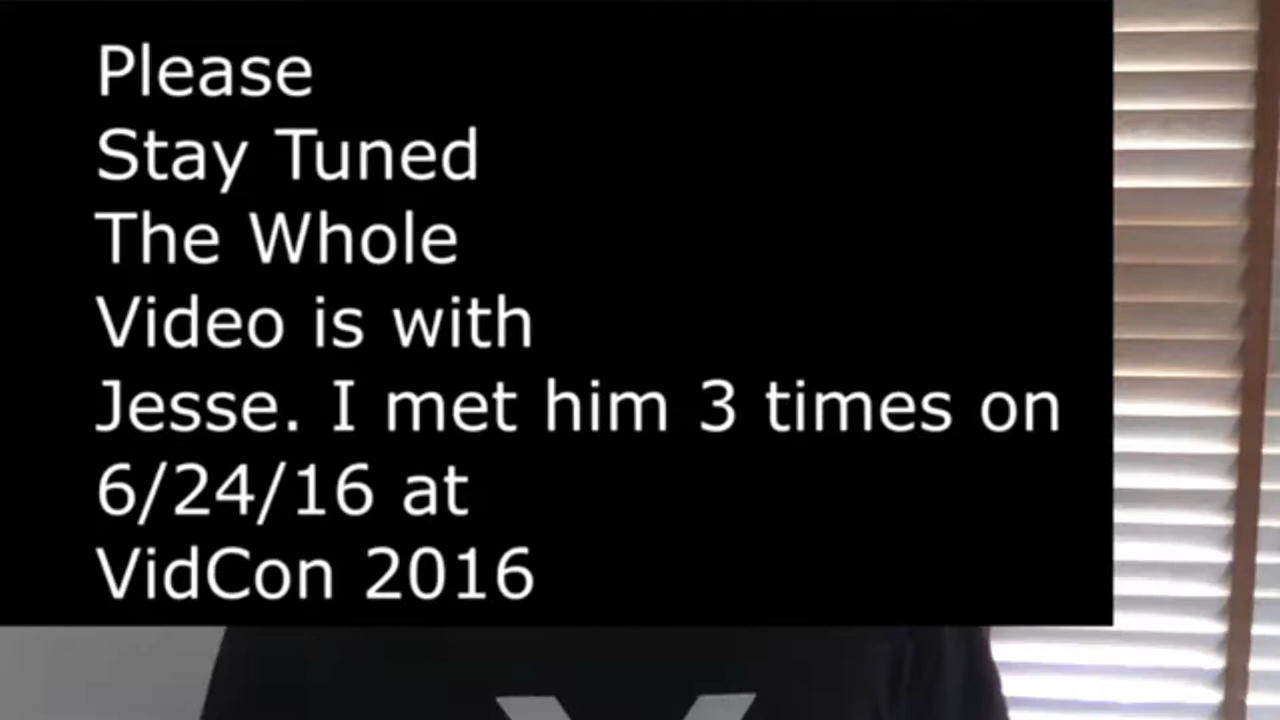 Please
Stay Tuned
The Whole
Video is with
Jesse. I met him 3 times on
6/24/16 at
VidCon 2016